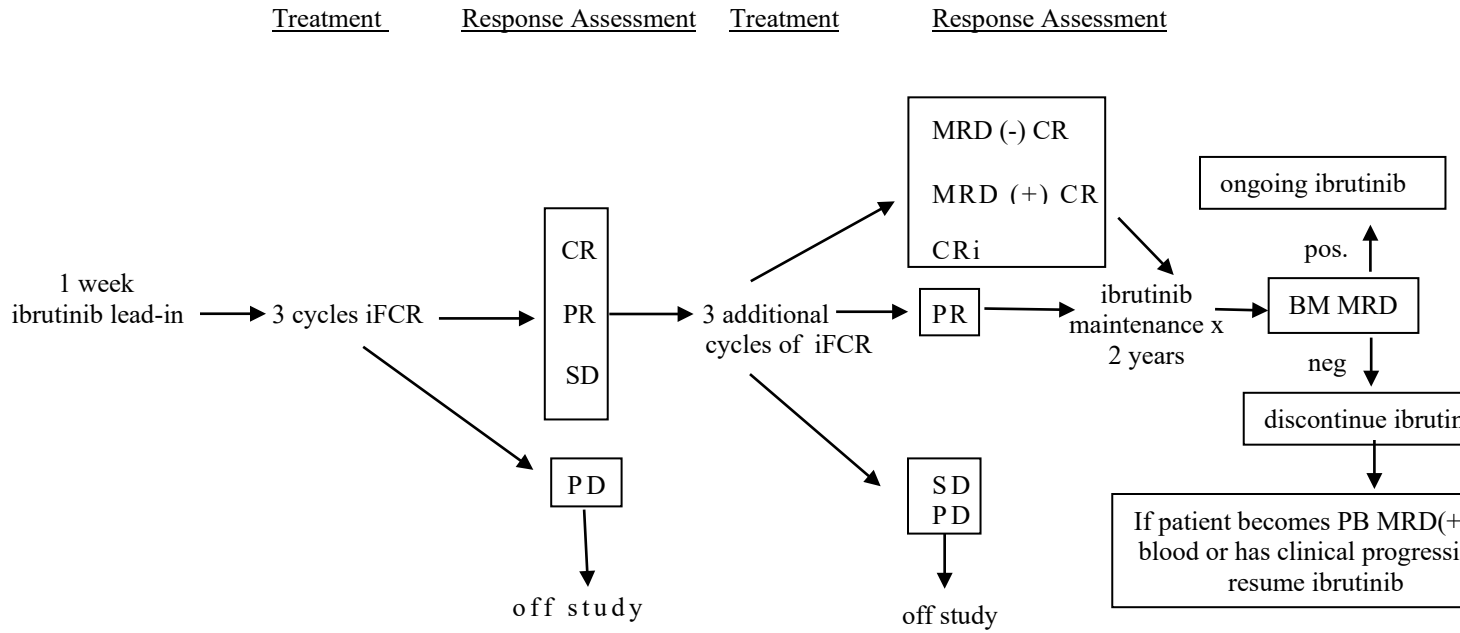 Treatment
Response Assessment
Treatment
Response Assessment
1 week
ibrutinib lead-in
3 cycles iFCR
CR
PR
SD
PD
off study
3 additional
cycles of iFCR
MRD (-) CR
MRD (+) CR
CRi
PR
SD
PD
off study
ibrutinib
maintenance x
2 years
BM MRD
pos.
ongoing ibrutinib
neg
discontinue
If patient becomes PB MRD(+
blood or has clinical
resume ibrutinib